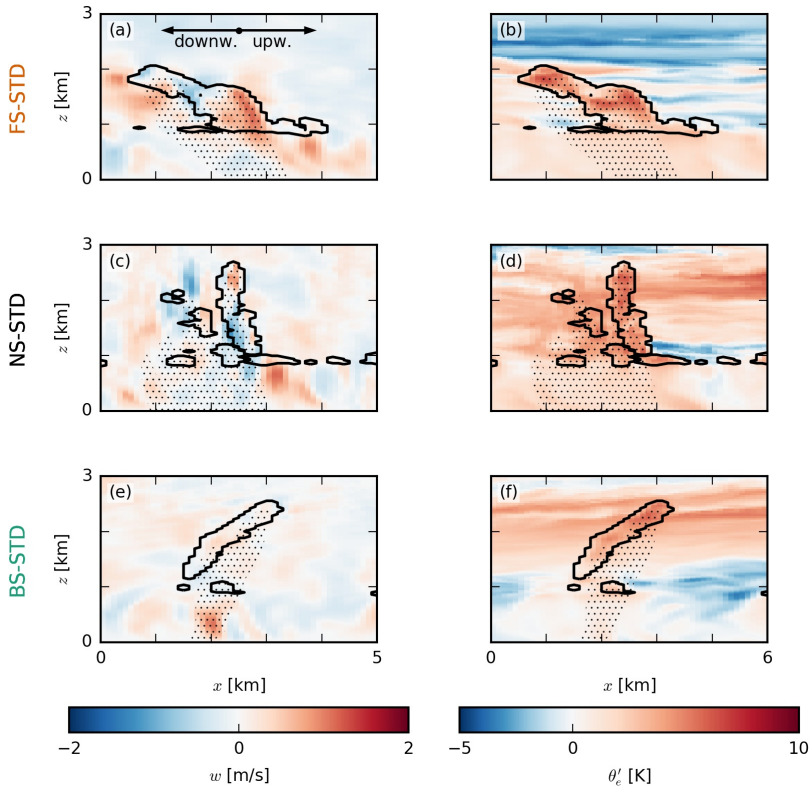 (a)
downw. upw.
(b)
FS-STD
z [km]
3
0
(c)
(d)
NS-STD
z [km]
3
0
(e)
(f)
BS-STD
z [km]
3
0
0
5
0
6
x [km]
x [km]
−2
0
2
−5
0
10
w [m/s]
θ′e [K]